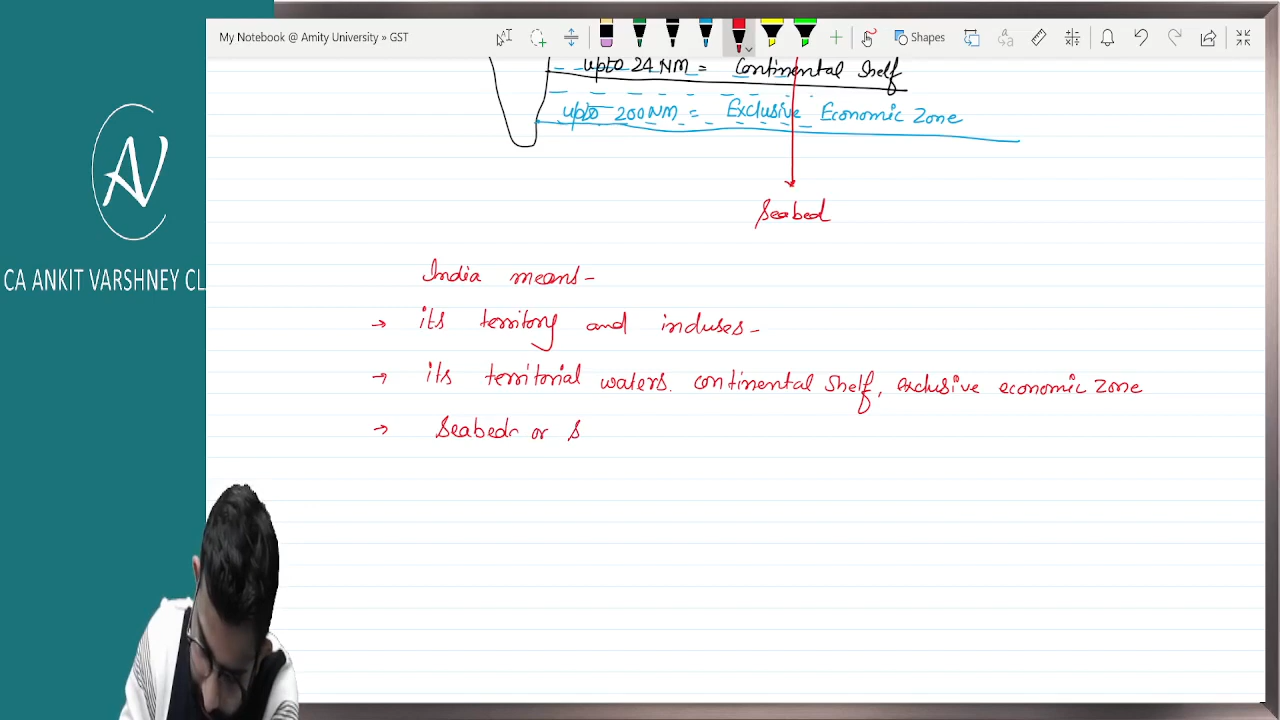 My Notebook @ Amity University » GST
Shapes
upto 24 NM = Continental Shelf
upto 200 NM = Exclusive Economic Zone
Seabed
AV
CA ANKIT VARSHNEY CL
India means-
→ its territory and includes-
→ its territorial waters. continental shelf, exclusive economic zone
→ Seabed or S